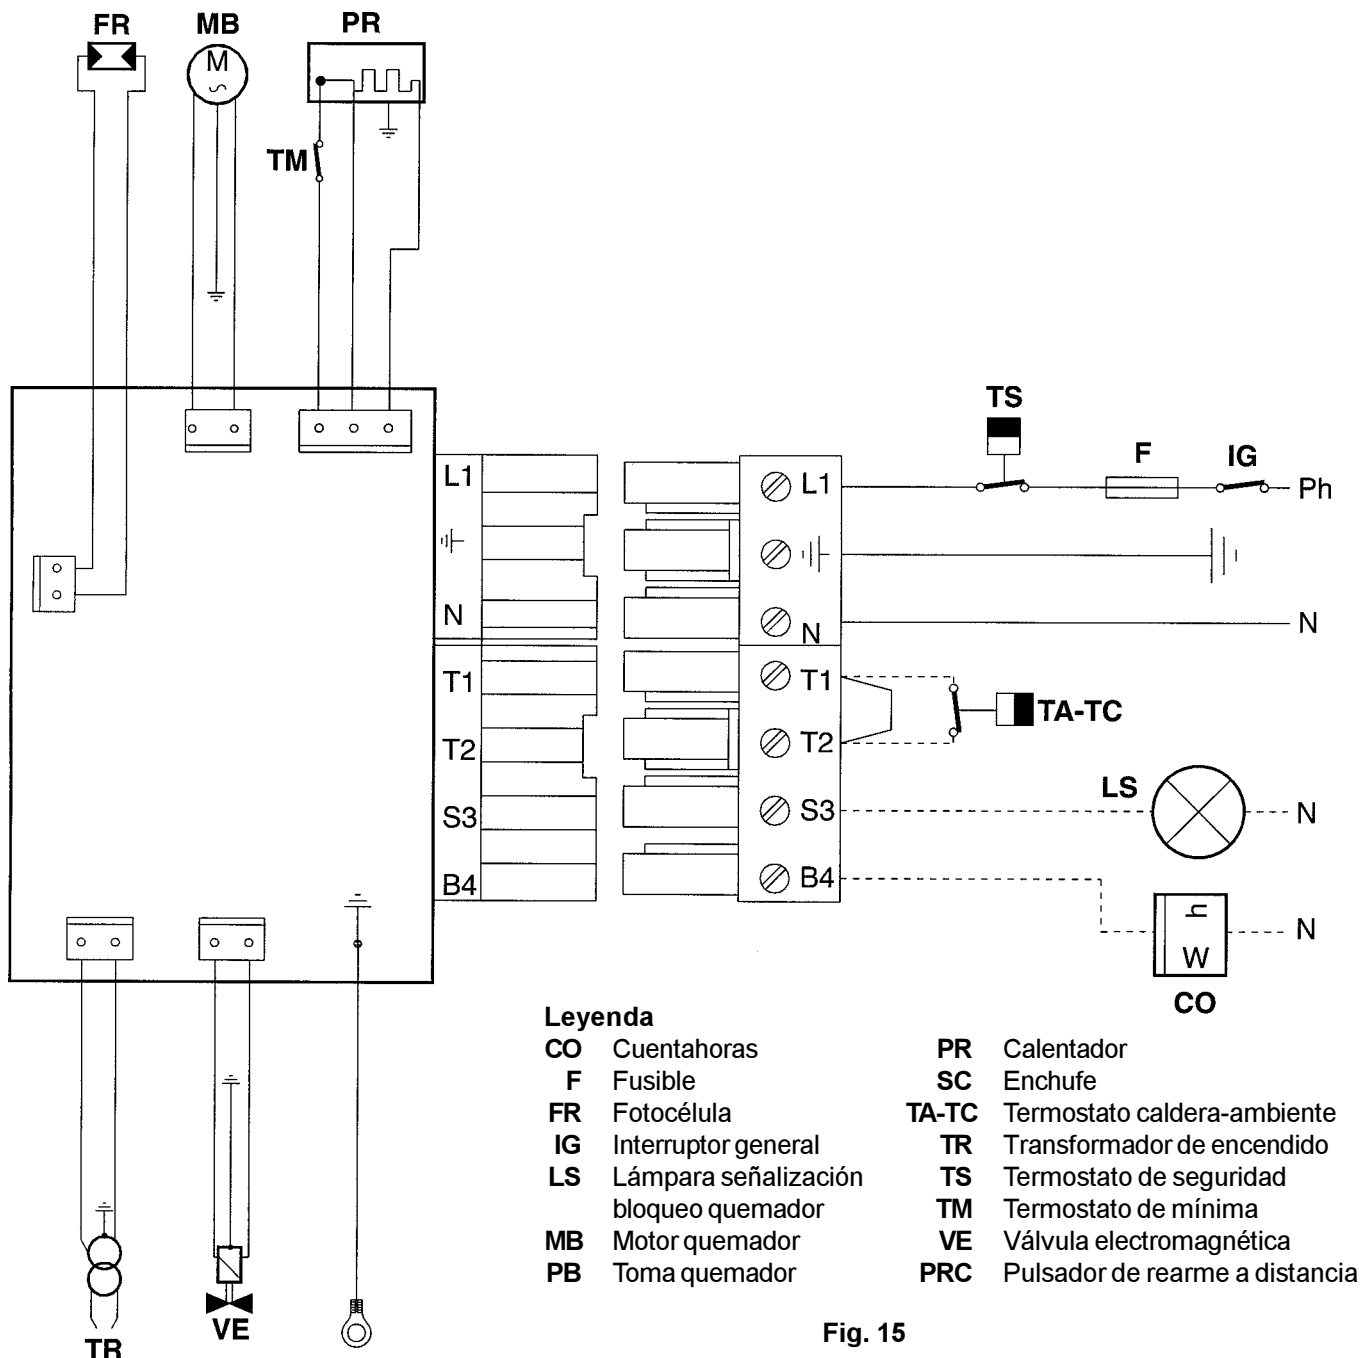 FR MB PR
M
TM
TS
F IG
L1 L1 Ph
N N N
T1 T1
TA-TC
T2 T2
LS
S3 S3 N
B4 B4
h
W N
CO
Leyenda
CO Cuentahoras
F Fusible
FR Fotocélula
IG Interruptor general
LS Lámpara señalización
bloqueo quemador
MB Motor quemador
PB Toma quemador
PR Calentador
SC Enchufe
TA-TC Termostato caldera-ambiente
TR Transformador de encendido
TS Termostato de seguridad
TM Termostato de mínima
VE Válvula electromagnética
PRC Pulsador de rearme a distancia
VE
TR
Fig. 15